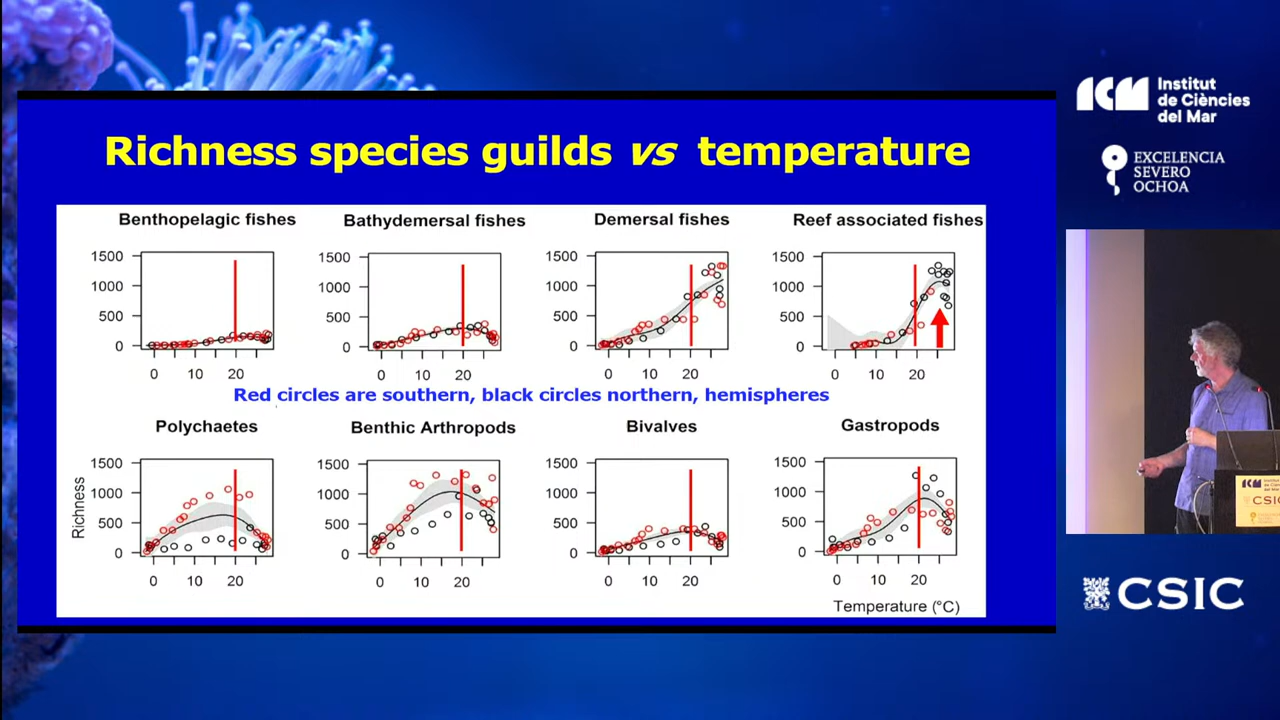 Richness species guilds vs temperature
Benthopelagic fishes
Bathydemersal fishes
Demersal fishes
Reef associated fishes
1500
1000
500
0
0 10 20
1500
1000
500
0
0 10 20
1500
1000
500
0
0 10 20
1500
1000
500
0
0 10 20
Red circles are southern, black circles northern, hemispheres
Polychaetes
Benthic Arthropods
Bivalves
Gastropods
Richness
1500
1000
500
0
0 10 20
1500
1000
500
0
0 10 20
1500
1000
500
0
0 10 20
1500
1000
500
0
0 10 20
Temperature (°C)
ICM
Institut
de Ciències
del Mar
EXCELENCIA
SEVERO
OCHOA
CSIC